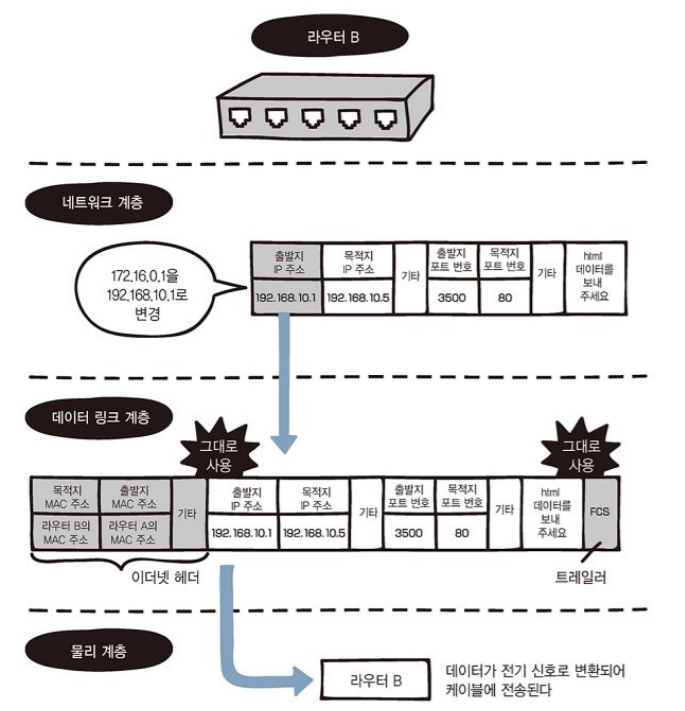 라우터 B
네트워크 계층
172.16.0.1을
192.168.10.1로
변경
출발지
IP 주소
192.168.10.1
목적지
IP 주소
192.168.10.5
기타
출발지
포트 번호
3500
목적지
포트 번호
80
기타
html
데이터를
보내
주세요
데이터 링크 계층
그대로
사용
그대로
사용
목적지
MAC 주소
라우터 B의
MAC 주소
출발지
MAC 주소
라우터 A의
MAC 주소
기타
출발지
IP 주소
192.168.10.1
목적지
IP 주소
192.168.10.5
기타
출발지
포트 번호
3500
목적지
포트 번호
80
기타
html
데이터를
보내
주세요
FCS
이더넷 헤더
트레일러
물리 계층
라우터 B
데이터가 전기 신호로 변환되어
케이블에 전송된다